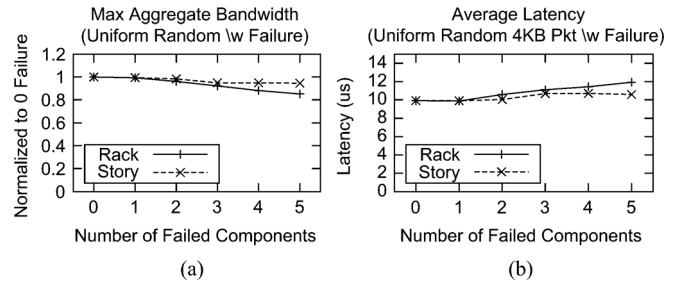 Max Aggregate Bandwidth
(Uniform Random \w Failure)
Normalized to 0 Failure
1.2
1
0.8
0.6
0.4
0.2
0
Rack
Story
0 1 2 3 4 5
Number of Failed Components
(a)
Average Latency
(Uniform Random 4KB Pkt \w Failure)
Latency (us)
14
12
10
8
6
4
2
0
Rack
Story
0 1 2 3 4 5
Number of Failed Components
(b)